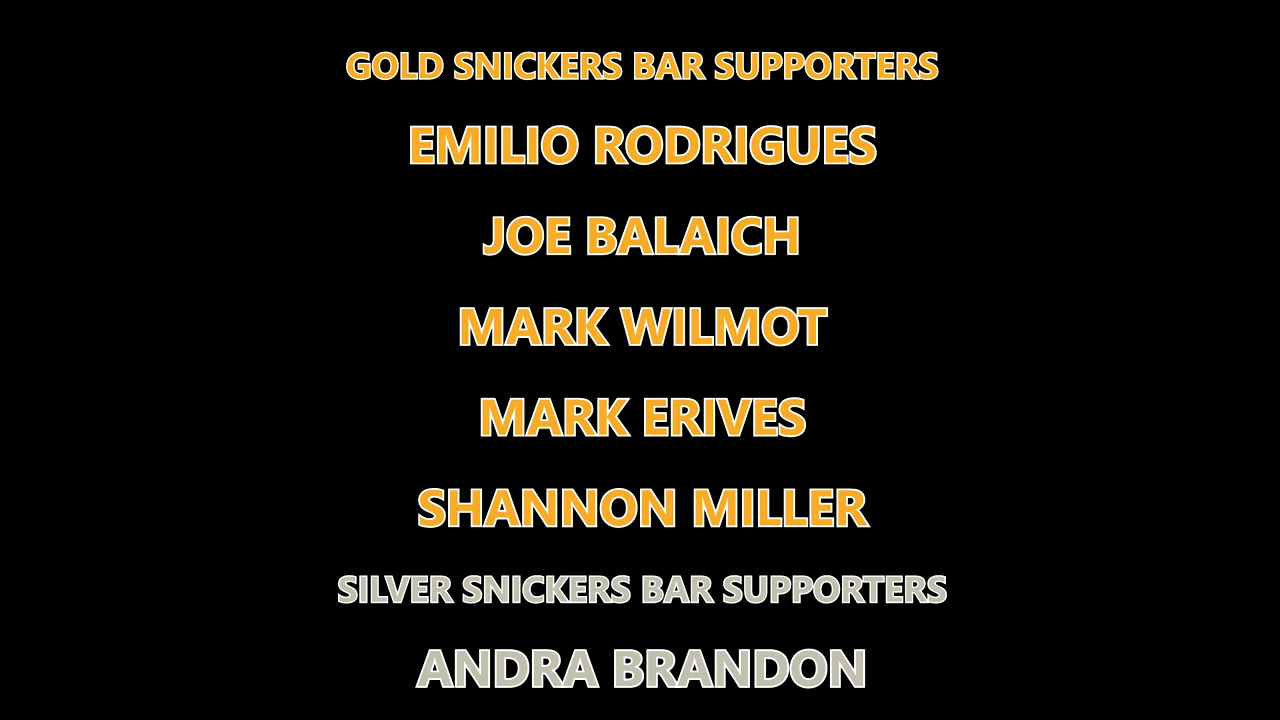 GOLD SNICKERS BAR SUPPORTERS
EMILIO RODRIGUES
JOE BALAICH
MARK WILMOT
MARK ERIVES
SHANNON MILLER
SILVER SNICKERS BAR SUPPORTERS
ANDRA BRANDON